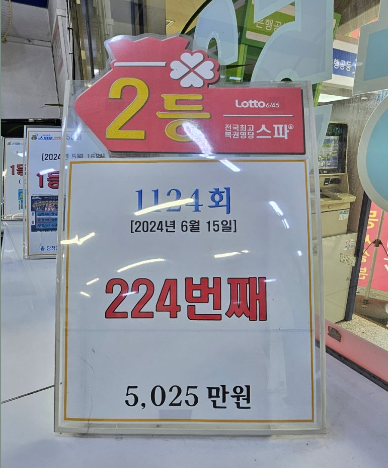 2등
Lotto 6/45
전국최고
복권명당 스파
1124회
[2024년 6월 15일]
224번째
5,025 만원
[202